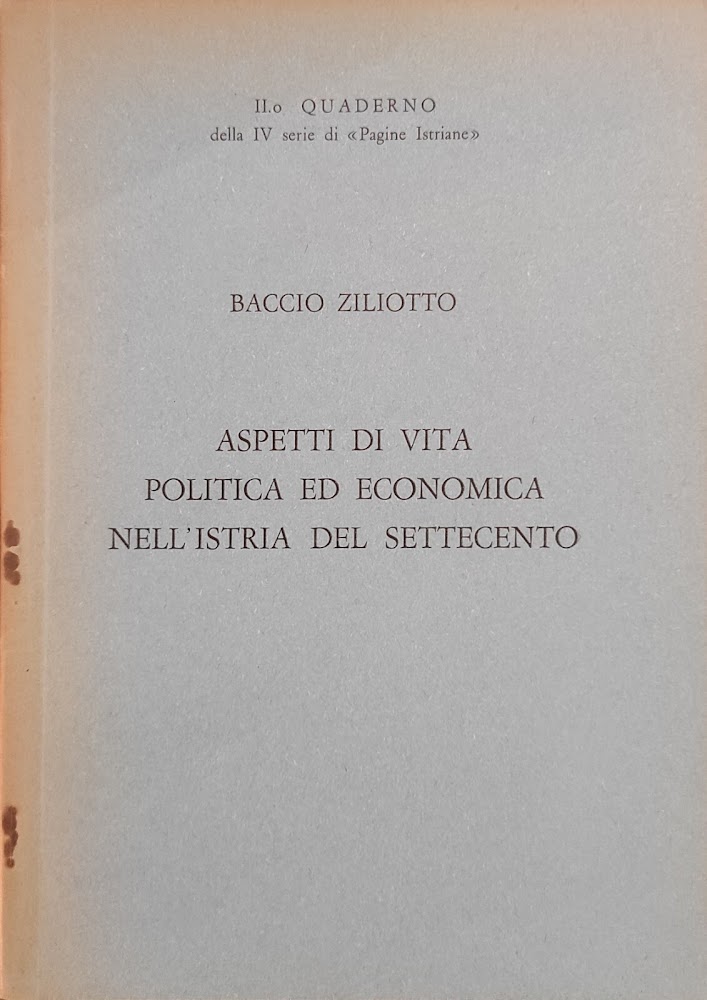 II.o QUADERNO
della IV serie di «Pagine Istriane»
BACCIO ZILIOTTO
ASPETTI DI VITA
POLITICA ED ECONOMICA
NELL'ISTRIA DEL SETTECENTO